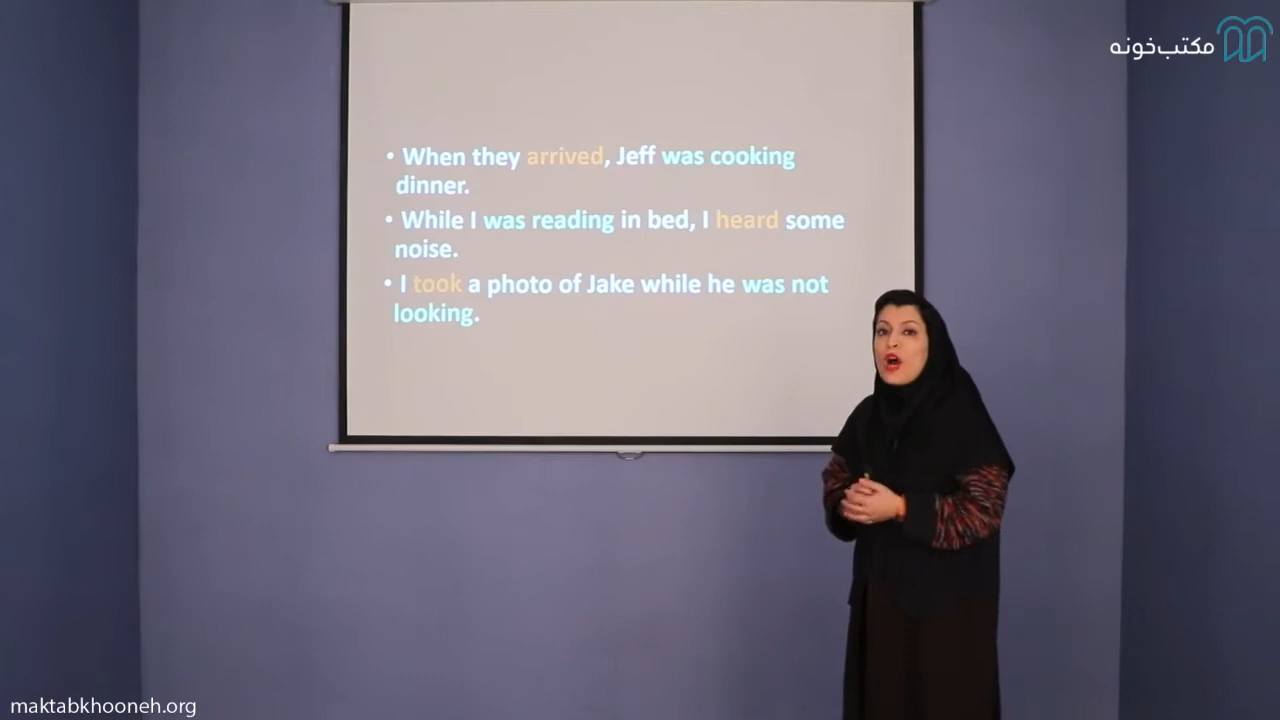 مکتب‌خونه
• When they arrived, Jeff was cooking
dinner.
• While I was reading in bed, I heard some
noise.
• I took a photo of Jake while he was not
looking.
maktabkhooneh.org